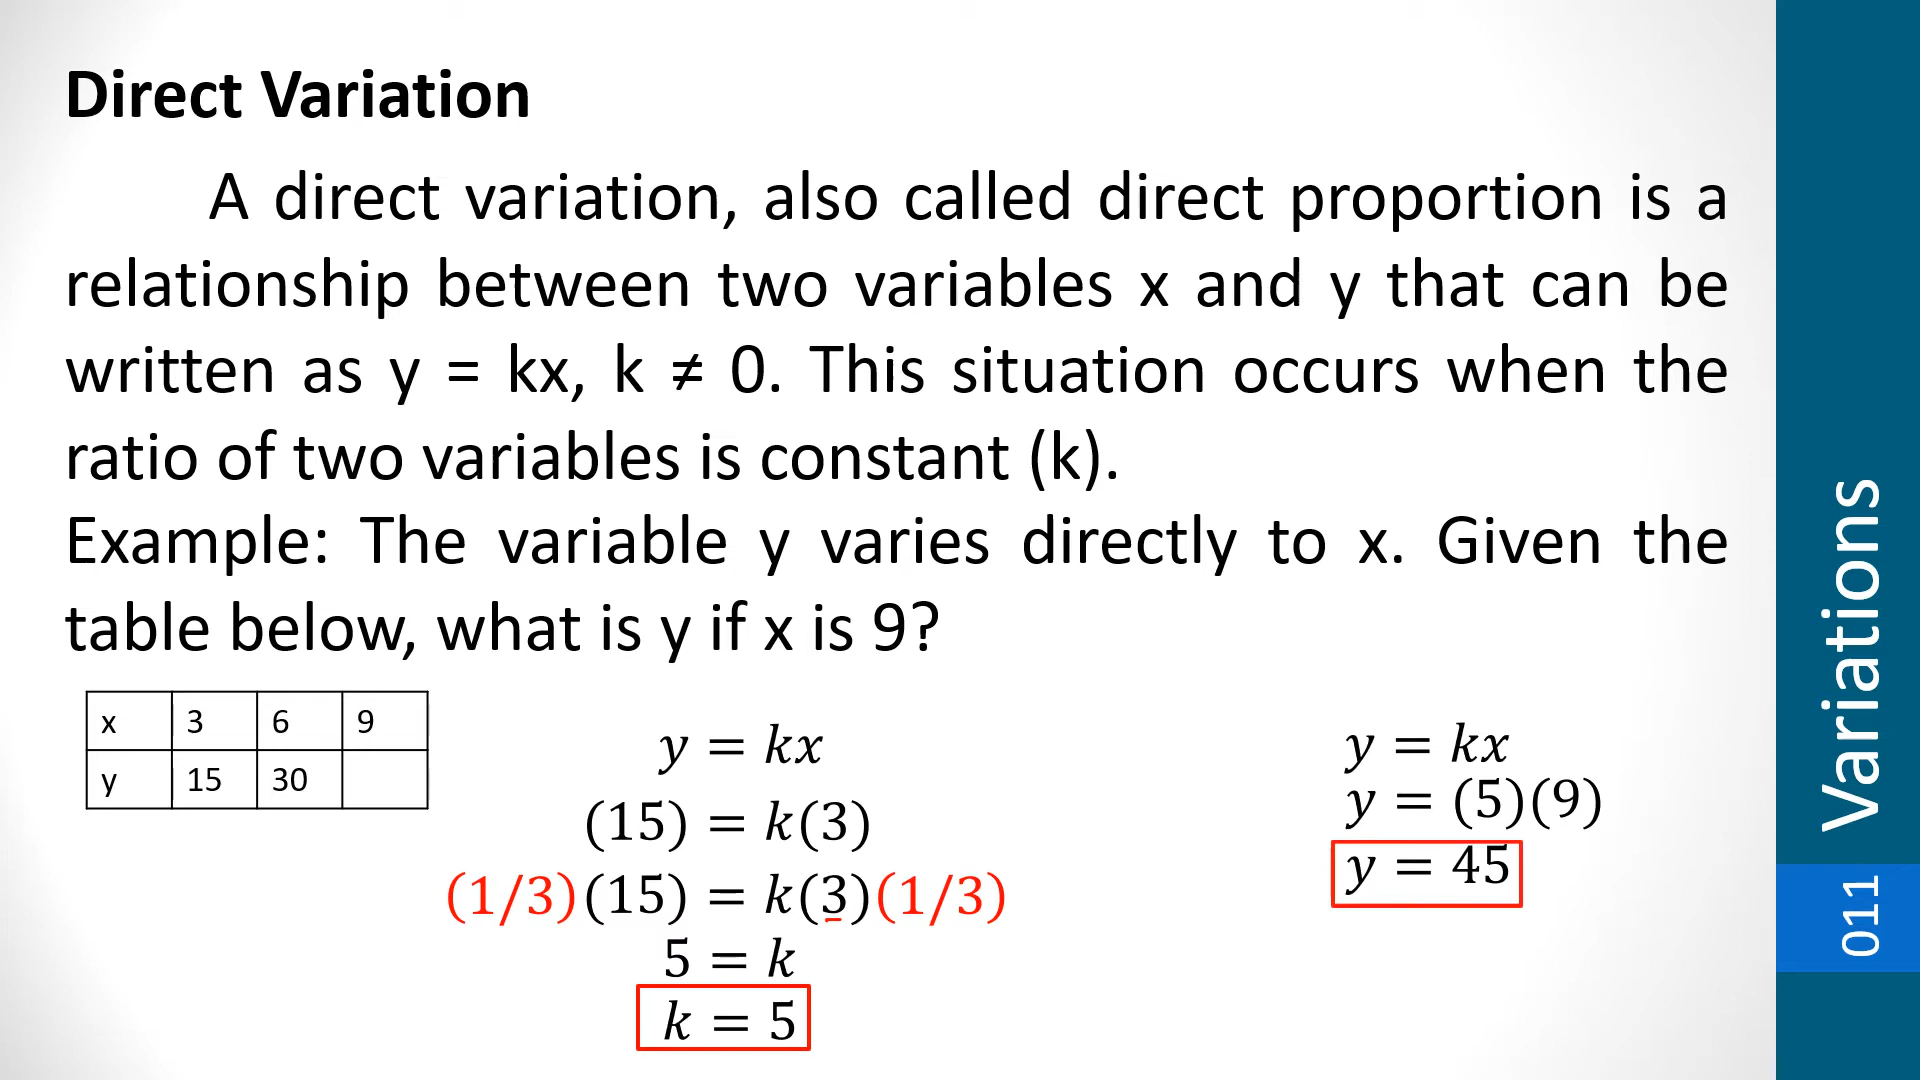 Direct Variation
A direct variation, also called direct proportion is a
relationship between two variables x and y that can be
written as y = kx, k ≠ 0. This situation occurs when the
ratio of two variables is constant (k).
Example: The variable y varies directly to x. Given the
table below, what is y if x is 9?
x 3 6 9
y 15 30
y = kx
(15) = k(3)
(1/3)(15) = k(3)(1/3)
5 = k
k = 5
y = kx
y = (5)(9)
y = 45
Variations
011